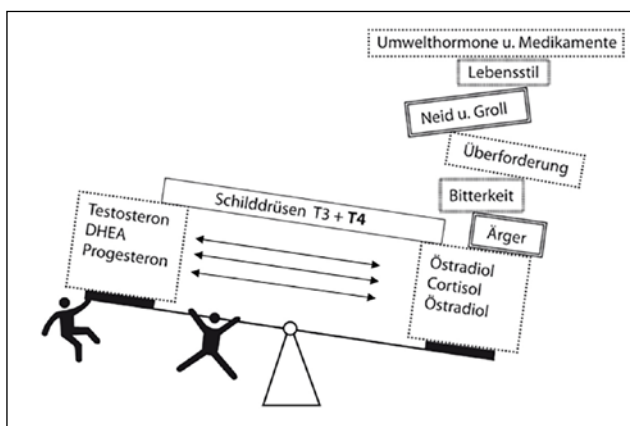 Umwelthormone u. Medikamente
Lebensstil
Neid u. Groll
Überforderung
Bitterkeit
Ärger
Schilddrüsen T3 + T4
Testosteron
DHEA
Progesteron
Östradiol
Cortisol
Östradiol